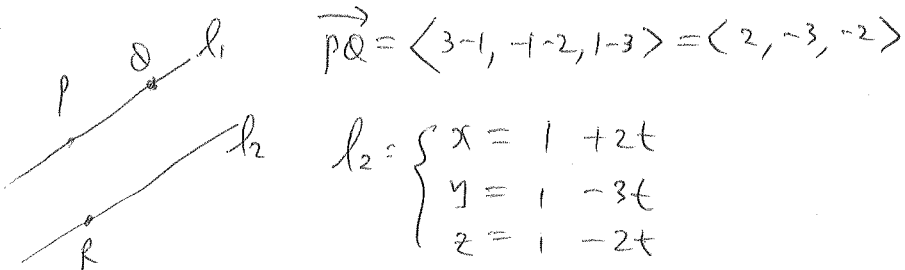 P Q l₁
l₂
R
→PQ = <3-1, -1-2, 1-3> = <2, -3, -2>
l₂ : { x = 1 + 2t
y = 1 - 3t
z = 1 - 2t